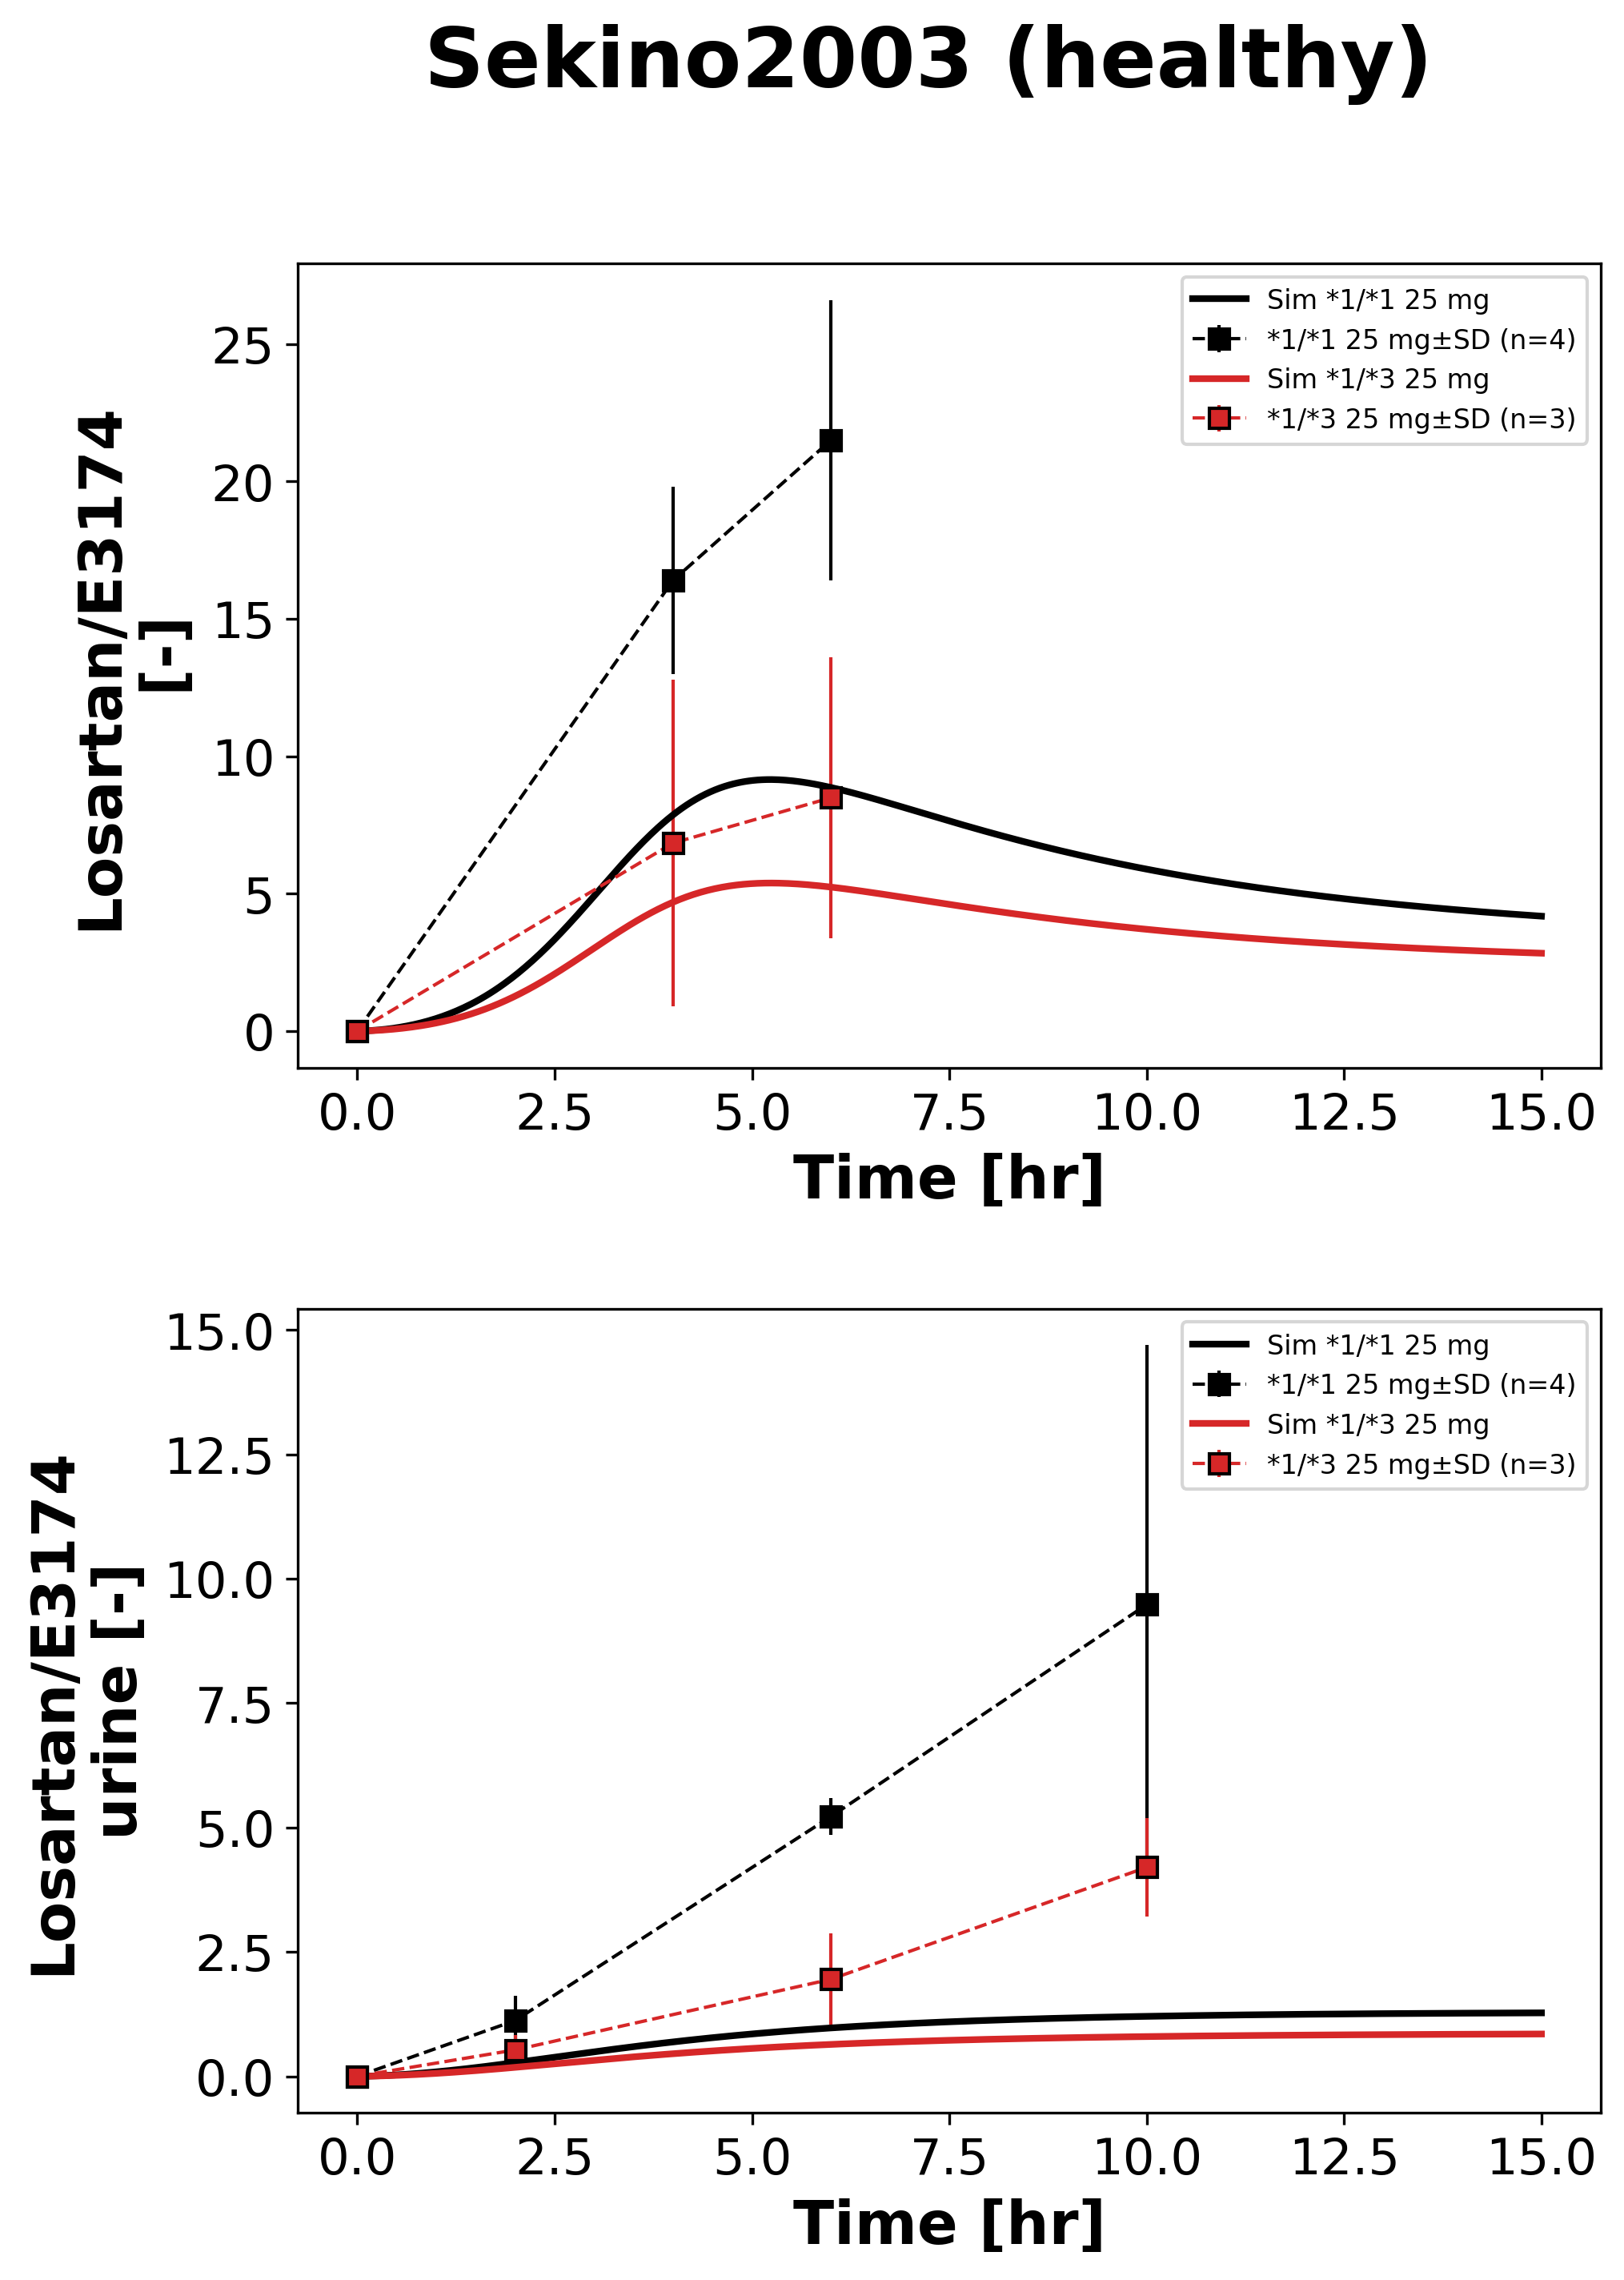 Sekino2003 (healthy)
Losartan/E3174
[-]
25
20
15
10
5
0
Sim *1/*1 25 mg
*1/*1 25 mg±SD (n=4)
Sim *1/*3 25 mg
*1/*3 25 mg±SD (n=3)
0.0 2.5 5.0 7.5 10.0 12.5 15.0
Time [hr]
Losartan/E3174
urine [-]
15.0
12.5
10.0
7.5
5.0
2.5
0.0
Sim *1/*1 25 mg
*1/*1 25 mg±SD (n=4)
Sim *1/*3 25 mg
*1/*3 25 mg±SD (n=3)
0.0 2.5 5.0 7.5 10.0 12.5 15.0
Time [hr]